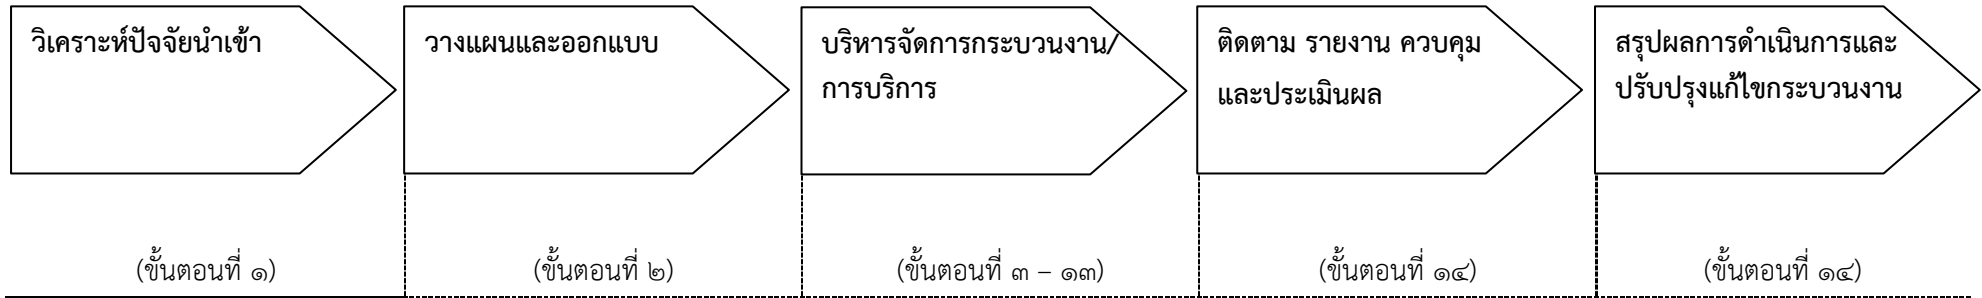 วิเคราะห์ปัจจัยนำเข้า
วางแผนและออกแบบ
บริหารจัดการกระบวนงาน/
การบริการ
ติดตาม รายงาน ควบคุม
และประเมินผล
สรุปผลการดำเนินการและ
ปรับปรุงแก้ไขกระบวนงาน
(ขั้นตอนที่ ๑)
(ขั้นตอนที่ ๒)
(ขั้นตอนที่ ๓ – ๑๓)
(ขั้นตอนที่ ๑๔)
(ขั้นตอนที่ ๑๔)